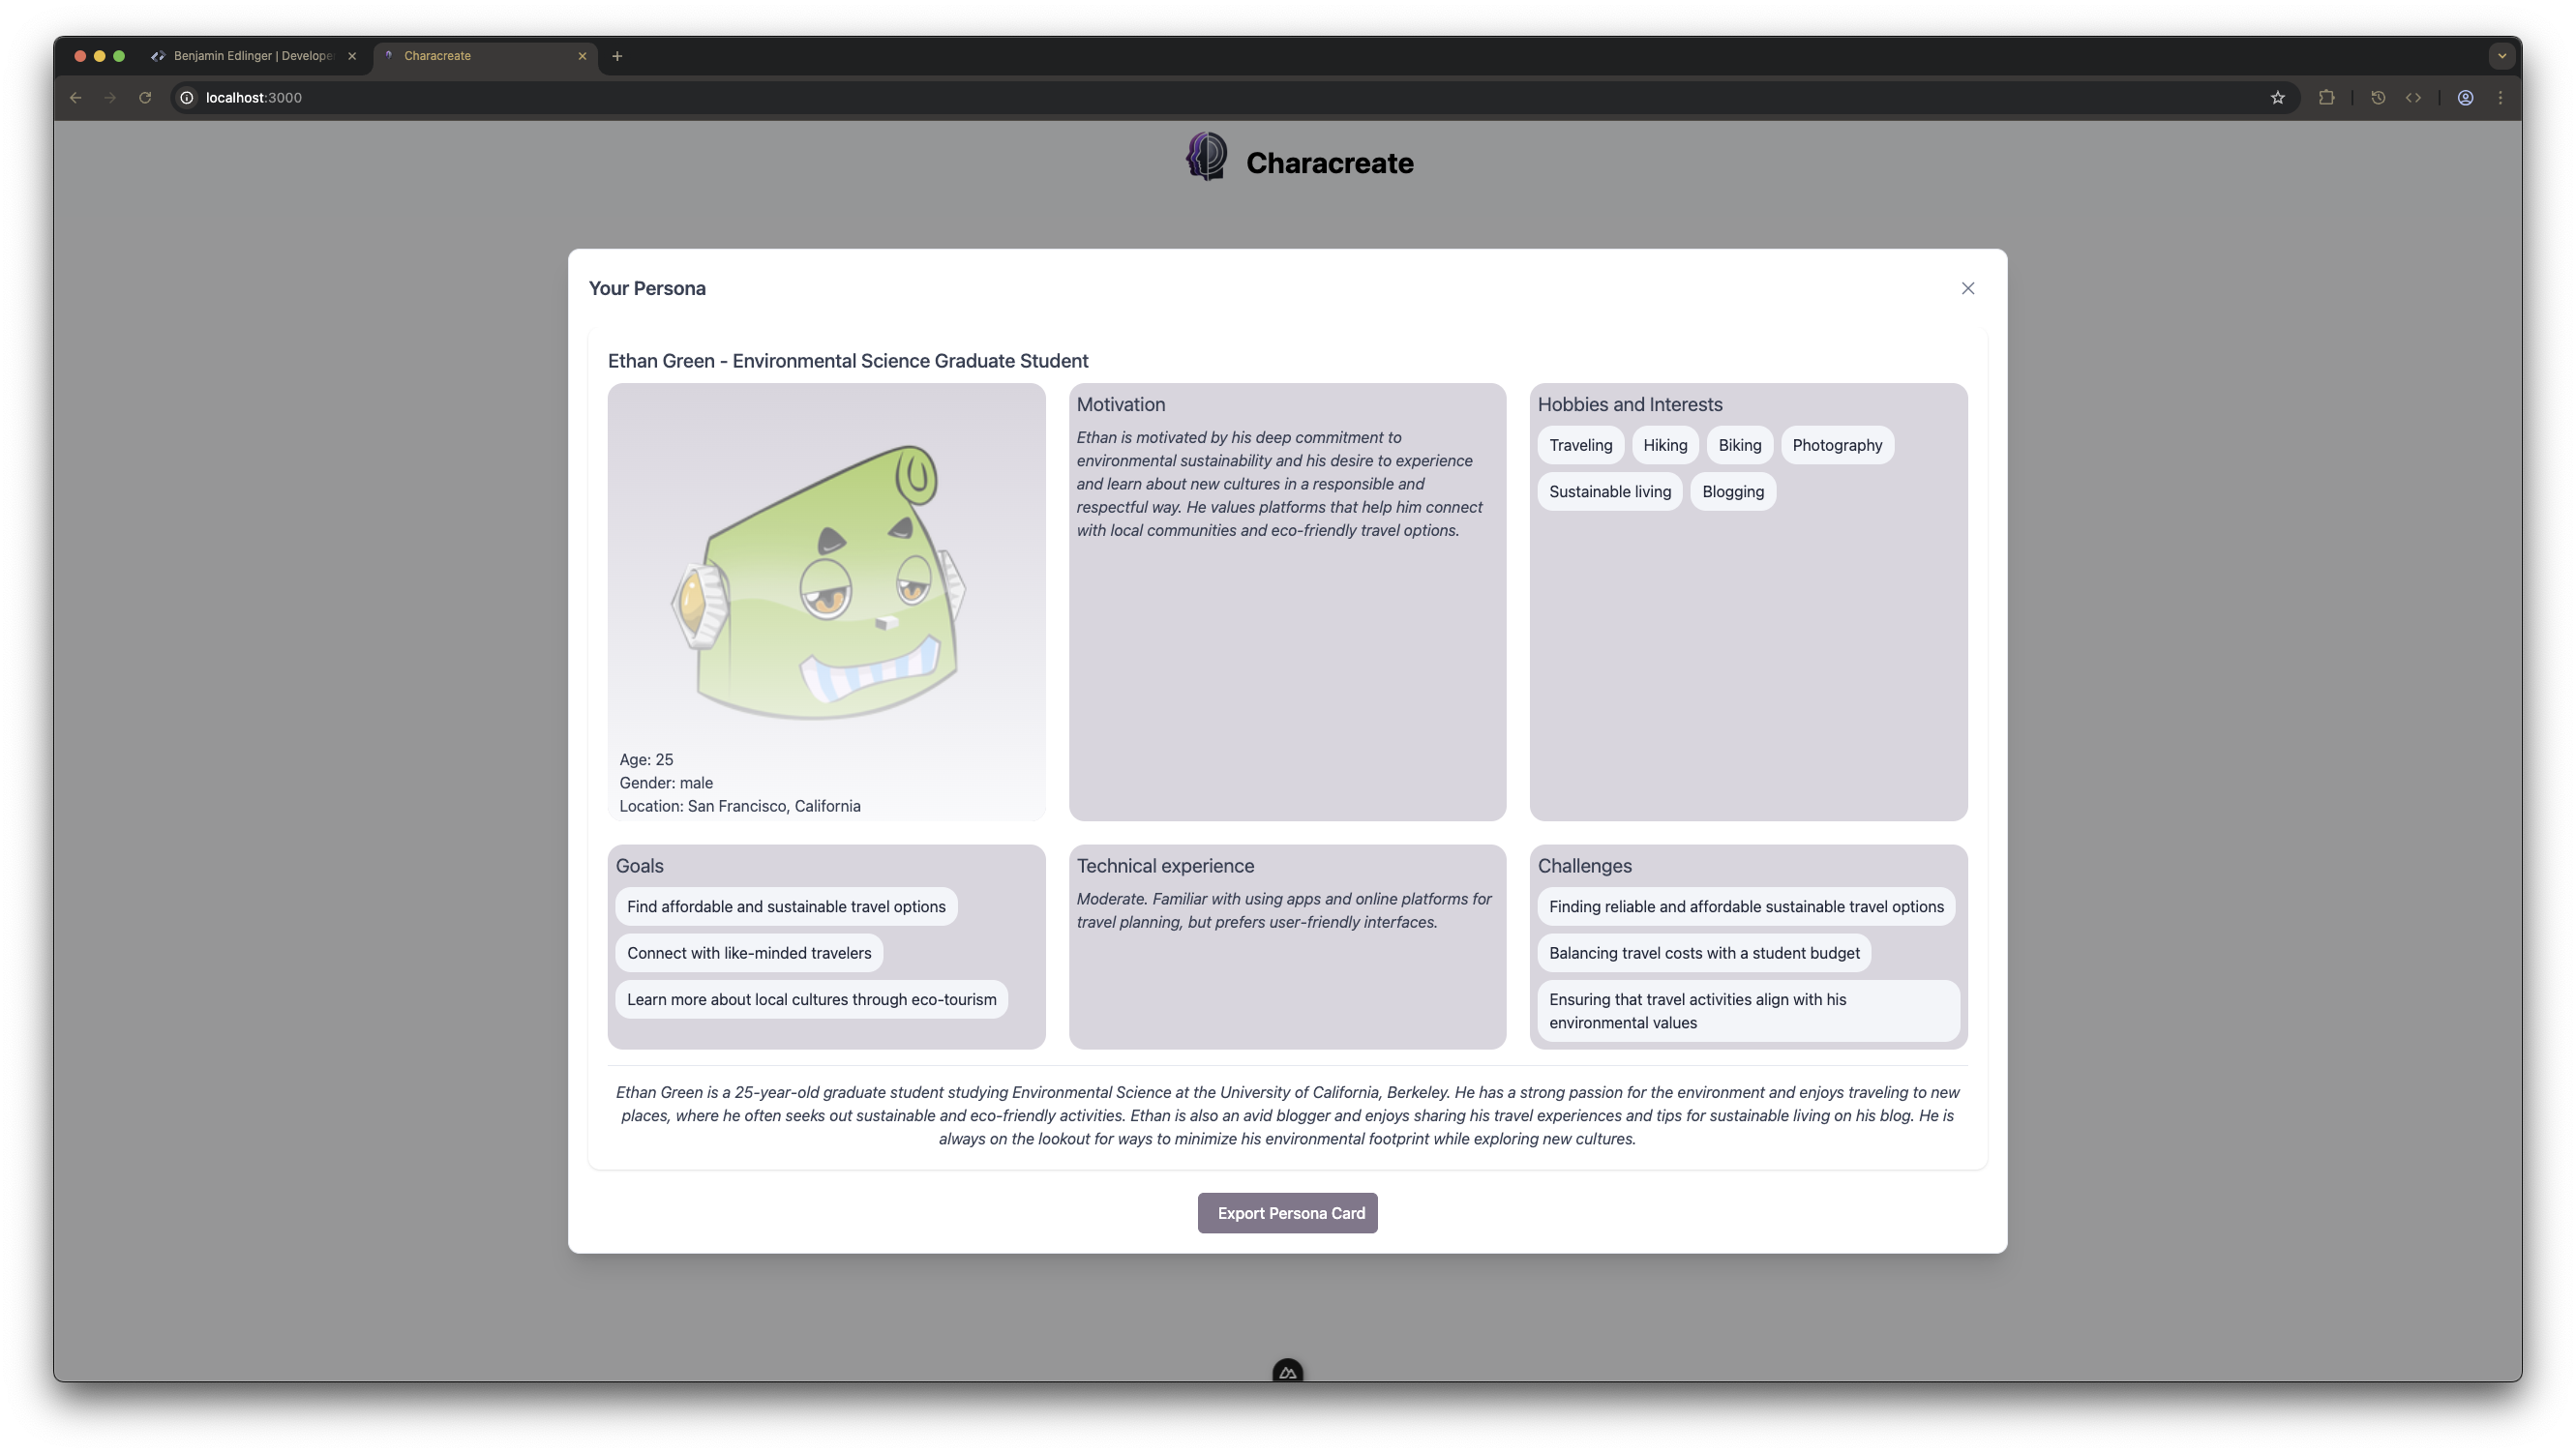 Benjamin Edlinger | Develope
Characreate
localhost:3000
Characreate
Your Persona
Ethan Green - Environmental Science Graduate Student
Age: 25
Gender: male
Location: San Francisco, California
Motivation
Ethan is motivated by his deep commitment to
environmental sustainability and his desire to experience
and learn about new cultures in a responsible and
respectful way. He values platforms that help him connect
with local communities and eco-friendly travel options.
Hobbies and Interests
Traveling Hiking Biking Photography
Sustainable living Blogging
Goals
Find affordable and sustainable travel options
Connect with like-minded travelers
Learn more about local cultures through eco-tourism
Technical experience
Moderate. Familiar with using apps and online platforms for
travel planning, but prefers user-friendly interfaces.
Challenges
Finding reliable and affordable sustainable travel options
Balancing travel costs with a student budget
Ensuring that travel activities align with his
environmental values
Ethan Green is a 25-year-old graduate student studying Environmental Science at the University of California, Berkeley. He has a strong passion for the environment and enjoys traveling to new
places, where he often seeks out sustainable and eco-friendly activities. Ethan is also an avid blogger and enjoys sharing his travel experiences and tips for sustainable living on his blog. He is
always on the lookout for ways to minimize his environmental footprint while exploring new cultures.
Export Persona Card